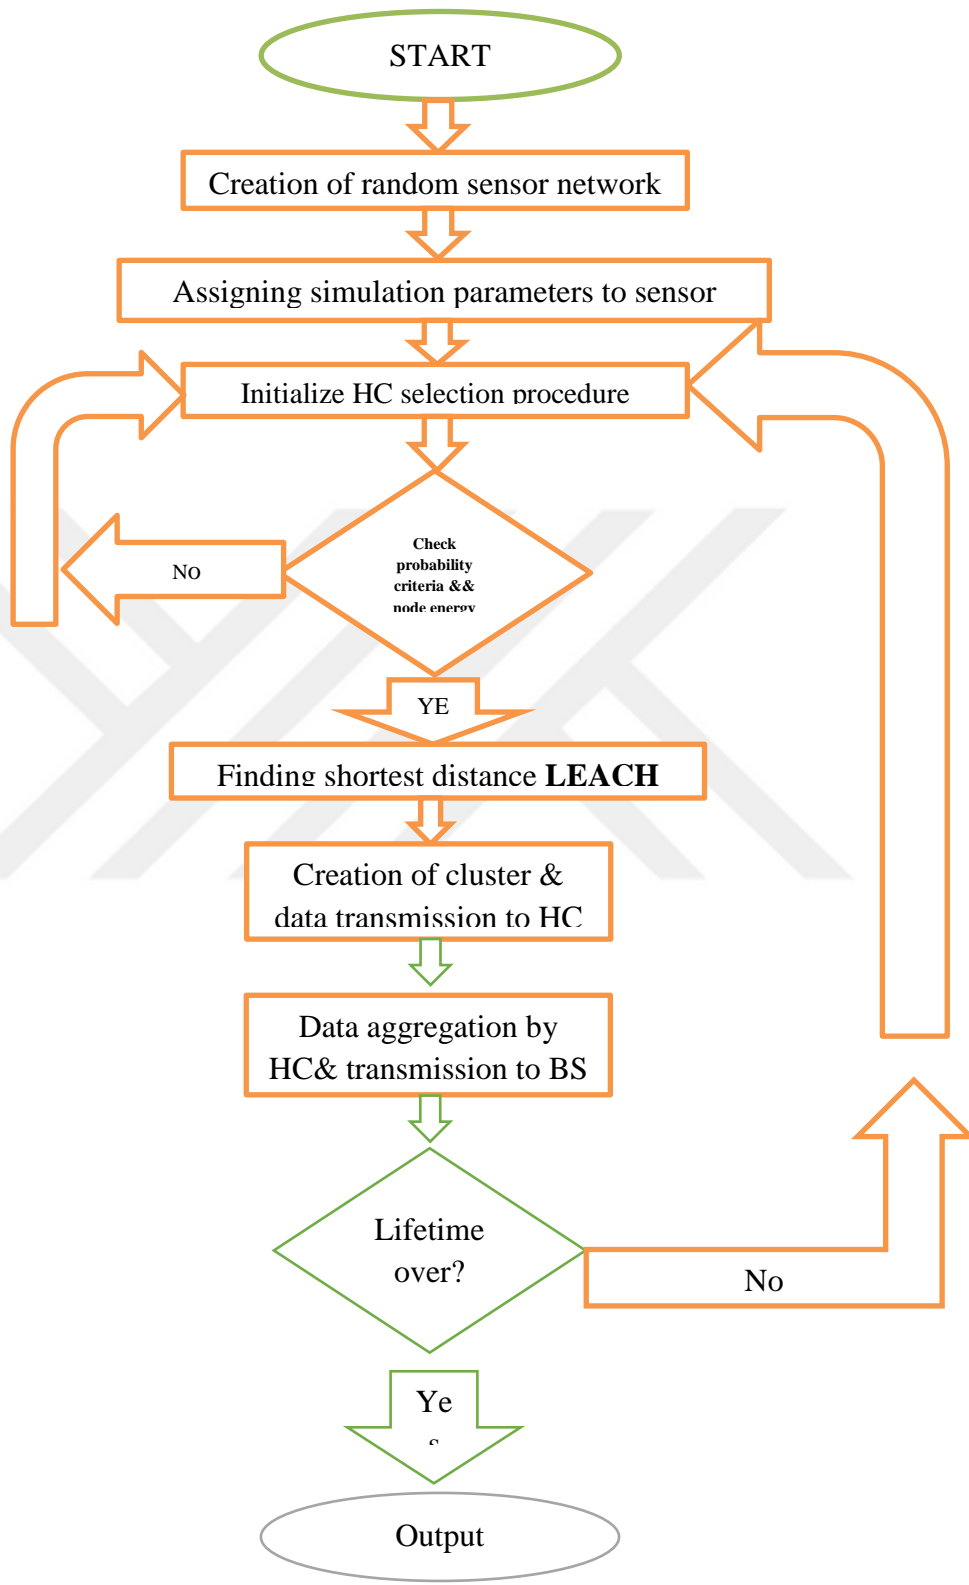 START
Creation of random sensor network
Assigning simulation parameters to sensor
Initialize HC selection procedure
Check
probability
criteria &&
node energy
No
YE
Finding shortest distance LEACH
Creation of cluster &
data transmission to HC
Data aggregation by
HC& transmission to BS
Lifetime
over?
No
Ye
s
Output